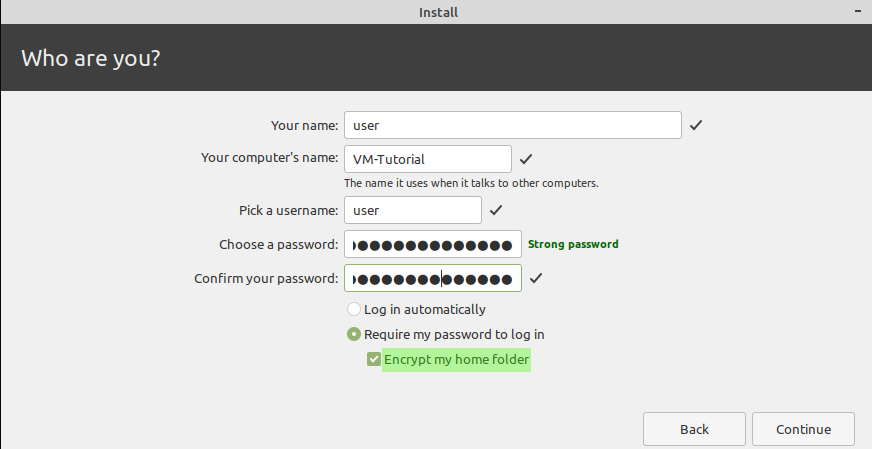 Install
Who are you?
Your name: user
Your computer's name: VM-Tutorial
The name it uses when it talks to other computers.
Pick a username: user
Choose a password: ●●●●●●●●●●●●●● Strong password
Confirm your password: ●●●●●●●●●●●●●●
Log in automatically
Require my password to log in
Encrypt my home folder
Back Continue